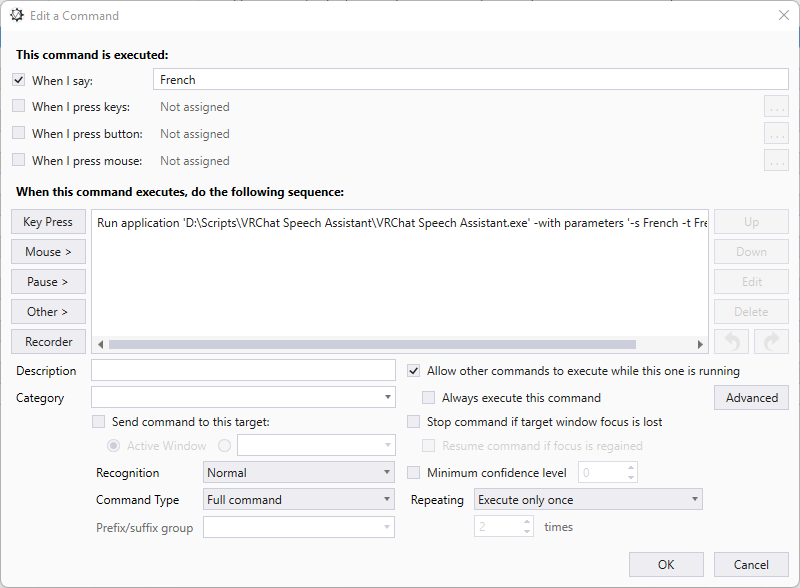 Edit a Command
This command is executed:
When I say: French
When I press keys: Not assigned ...
When I press button: Not assigned ...
When I press mouse: Not assigned ...
When this command executes, do the following sequence:
Key Press Run application 'D:\Scripts\VRChat Speech Assistant\VRChat Speech Assistant.exe' -with parameters '-s French -t Fre Up
Mouse > Down
Pause > Edit
Other > Delete
Recorder
Description Allow other commands to execute while this one is running
Category Always execute this command Advanced
Send command to this target: Stop command if target window focus is lost
Active Window Resume command if focus is regained
Recognition Normal Minimum confidence level 0
Command Type Full command Repeating Execute only once
Prefix/suffix group 2 times
OK Cancel